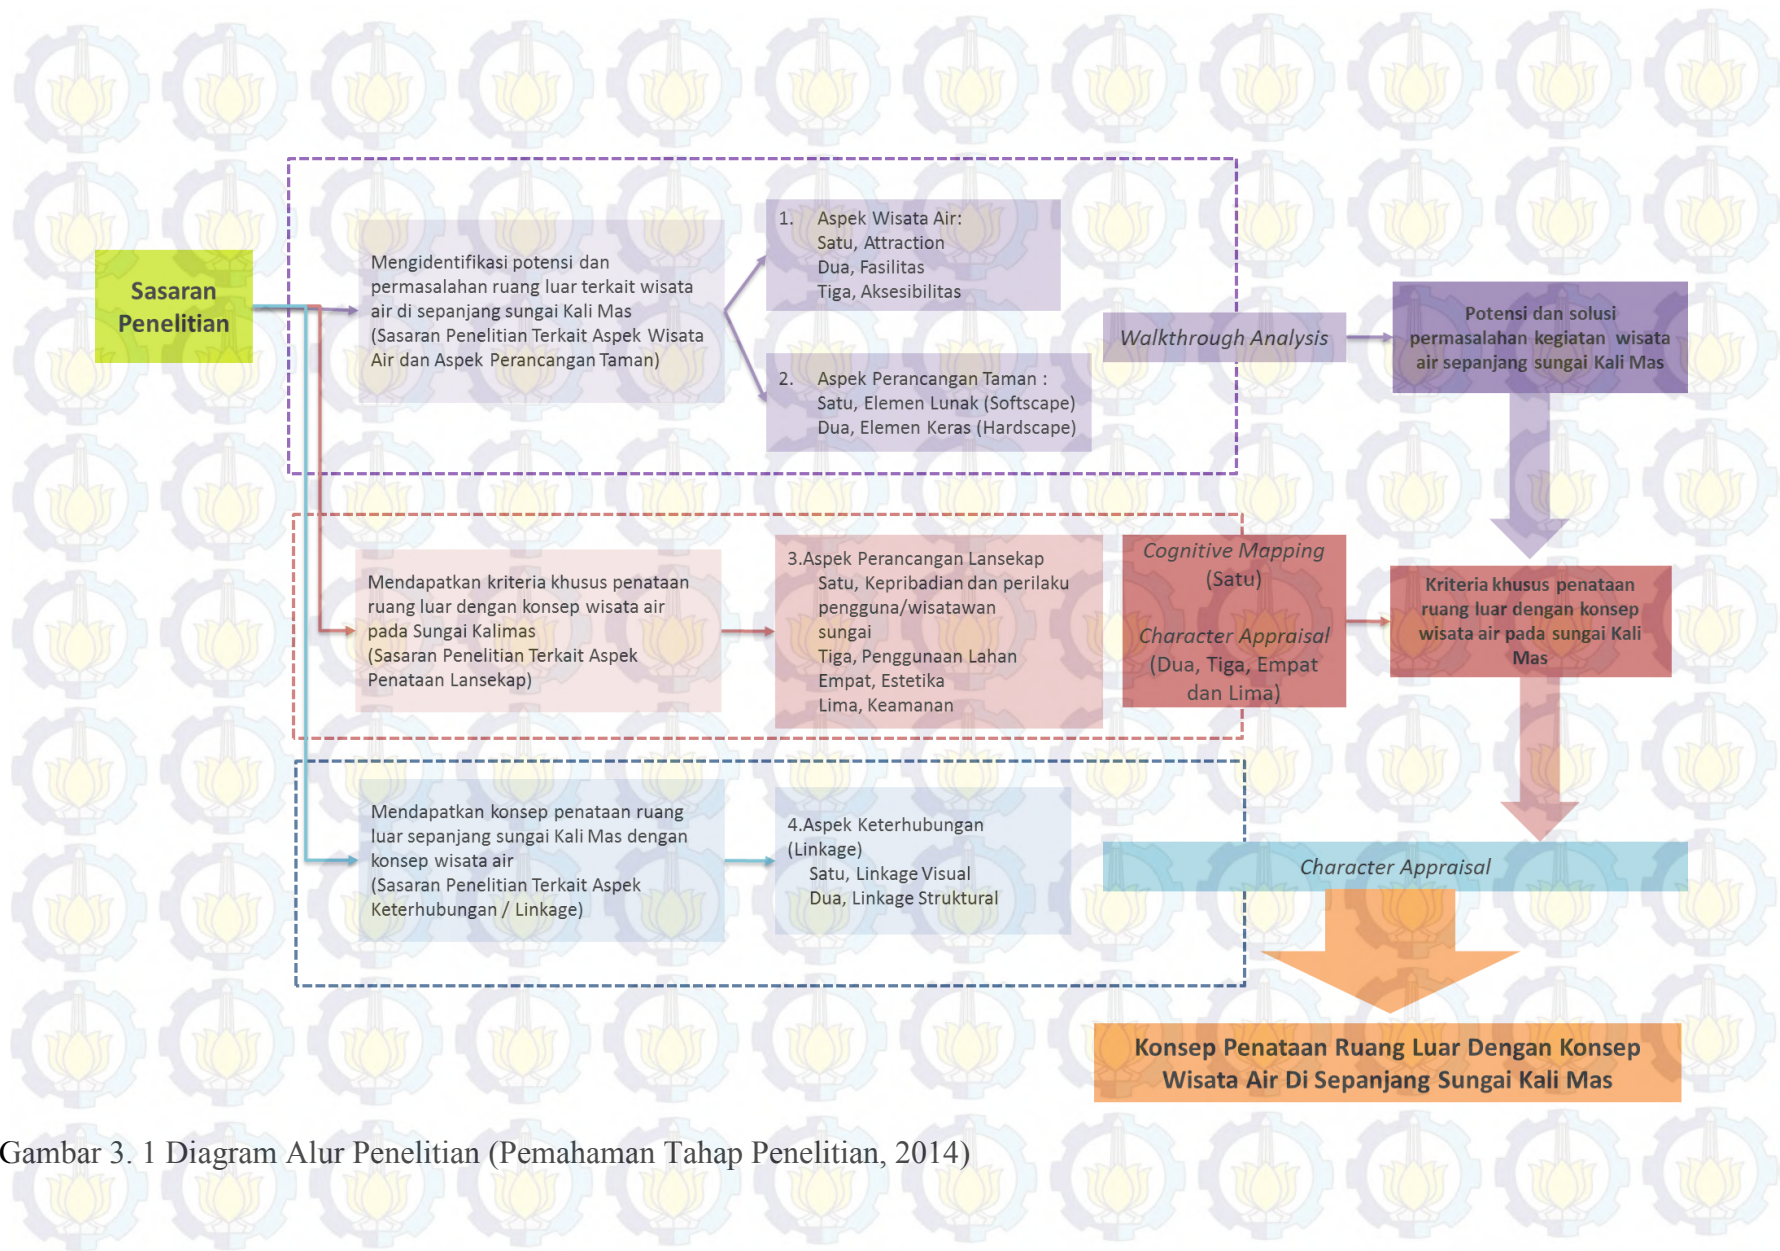 Sasaran
Penelitian
Mengidentifikasi potensi dan
permasalahan ruang luar terkait wisata
air di sepanjang sungai Kali Mas
(Sasaran Penelitian Terkait Aspek Wisata
Air dan Aspek Perancangan Taman)
1. Aspek Wisata Air:
Satu, Attraction
Dua, Fasilitas
Tiga, Aksesibilitas
2. Aspek Perancangan Taman :
Satu, Elemen Lunak (Softscape)
Dua, Elemen Keras (Hardscape)
Walkthrough Analysis
Potensi dan solusi
permasalahan kegiatan wisata
air sepanjang sungai Kali Mas
Mendapatkan kriteria khusus penataan
ruang luar dengan konsep wisata air
pada Sungai Kalimas
(Sasaran Penelitian Terkait Aspek
Penataan Lansekap)
3.Aspek Perancangan Lansekap
Satu, Kepribadian dan perilaku
pengguna/wisatawan
sungai
Tiga, Penggunaan Lahan
Empat, Estetika
Lima, Keamanan
Cognitive Mapping
(Satu)
Character Appraisal
(Dua, Tiga, Empat
dan Lima)
Kriteria khusus penataan
ruang luar dengan konsep
wisata air pada sungai Kali
Mas
Mendapatkan konsep penataan ruang
luar sepanjang sungai Kali Mas dengan
konsep wisata air
(Sasaran Penelitian Terkait Aspek
Keterhubungan / Linkage)
4.Aspek Keterhubungan
(Linkage)
Satu, Linkage Visual
Dua, Linkage Struktural
Character Appraisal
Konsep Penataan Ruang Luar Dengan Konsep
Wisata Air Di Sepanjang Sungai Kali Mas
Gambar 3. 1 Diagram Alur Penelitian (Pemahaman Tahap Penelitian, 2014)